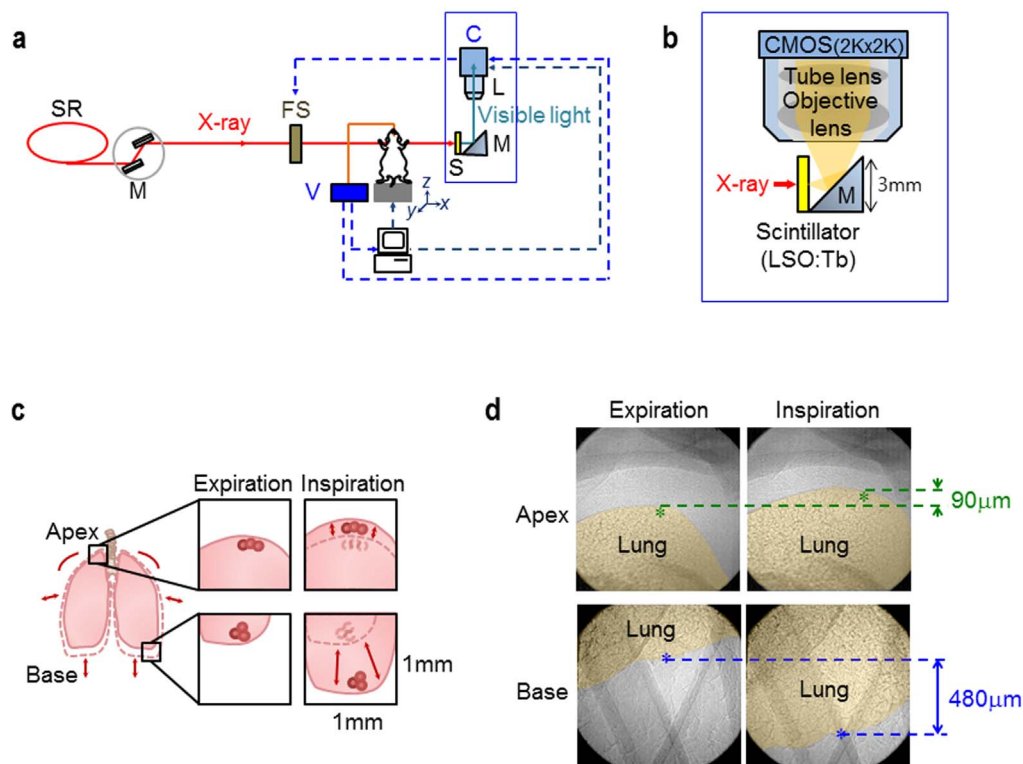 a
SR
M
X-ray
FS
V
C
L
Visible light
S
M
z
y
x
b
CMOS(2Kx2K)
Tube lens
Objective
lens
X-ray
M
3mm
Scintillator
(LSO:Tb)
c
Expiration
Inspiration
Apex
Base
1mm
1mm
d
Expiration
Inspiration
Apex
Lung
*
Lung
*
90μm
Base
Lung
*
Lung
*
480μm